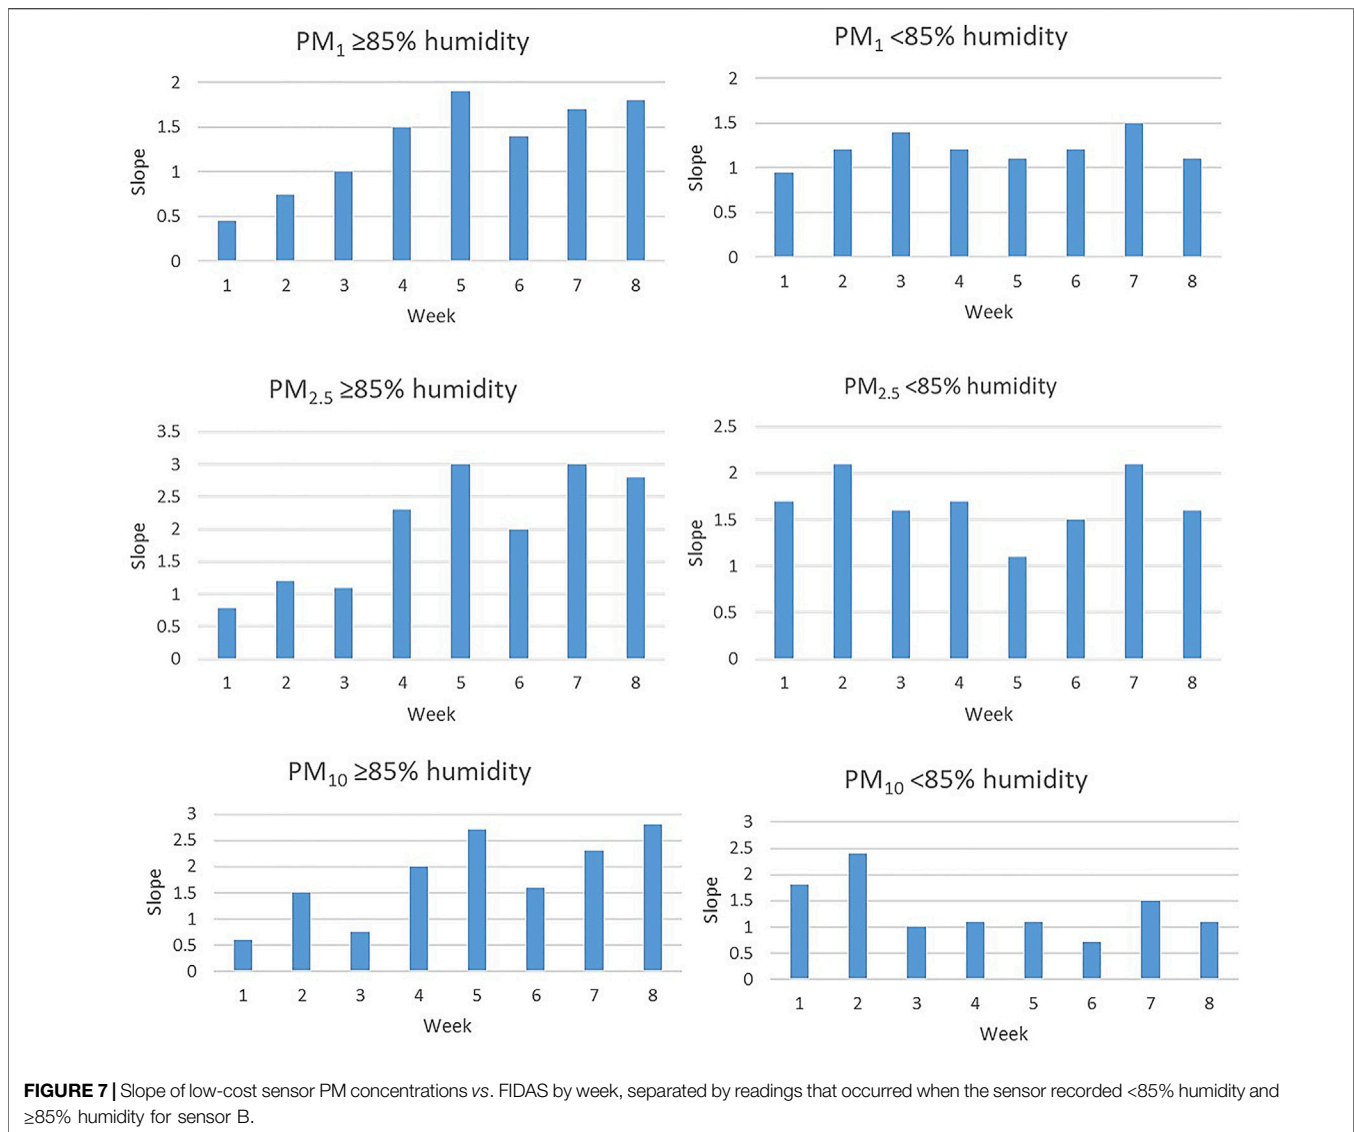 PM1 ≥85% humidity
2
1.5
1
0.5
0
Slope
1 2 3 4 5 6 7 8
Week
PM1 <85% humidity
2
1.5
1
0.5
0
Slope
1 2 3 4 5 6 7 8
Week
PM2.5 ≥85% humidity
3.5
3
2.5
2
1.5
1
0.5
0
Slope
1 2 3 4 5 6 7 8
Week
PM2.5 <85% humidity
2.5
2
1.5
1
0.5
0
Slope
1 2 3 4 5 6 7 8
Week
PM10 ≥85% humidity
3
2.5
2
1.5
1
0.5
0
Slope
1 2 3 4 5 6 7 8
Week
PM10 <85% humidity
3
2.5
2
1.5
1
0.5
0
Slope
1 2 3 4 5 6 7 8
Week
FIGURE 7 | Slope of low-cost sensor PM concentrations vs. FIDAS by week, separated by readings that occurred when the sensor recorded <85% humidity and
≥85% humidity for sensor B.